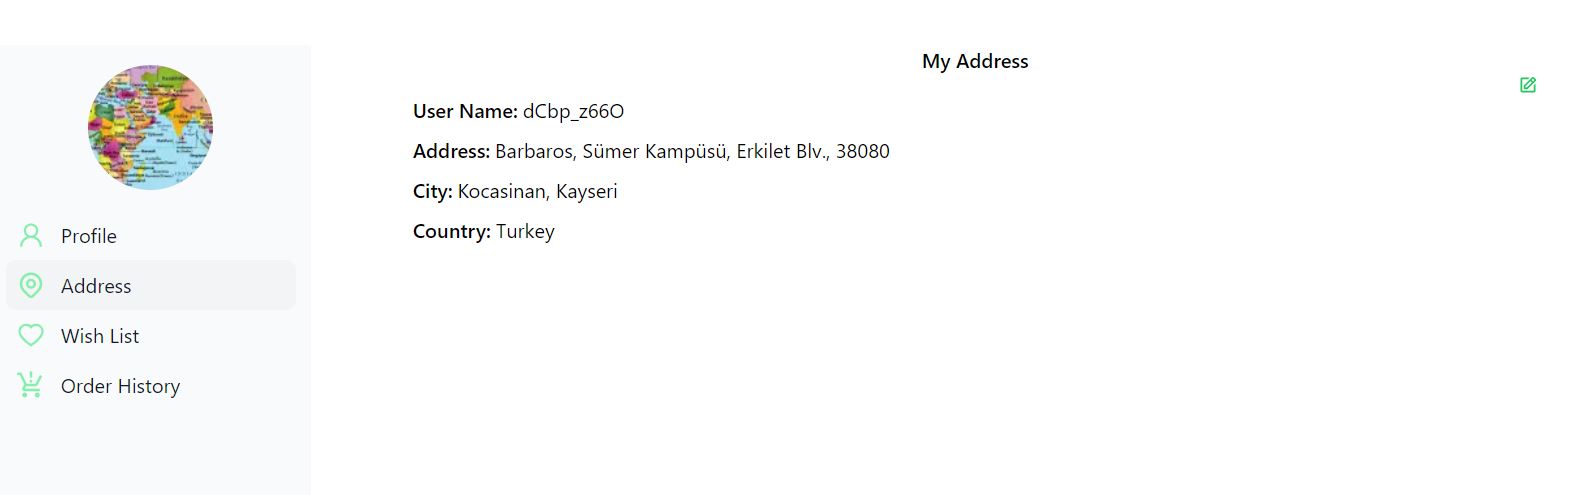 My Address
User Name: dCbp_z66O
Address: Barbaros, Sümer Kampüsü, Erkilet Blv., 38080
City: Kocasinan, Kayseri
Country: Turkey
Profile
Address
Wish List
Order History